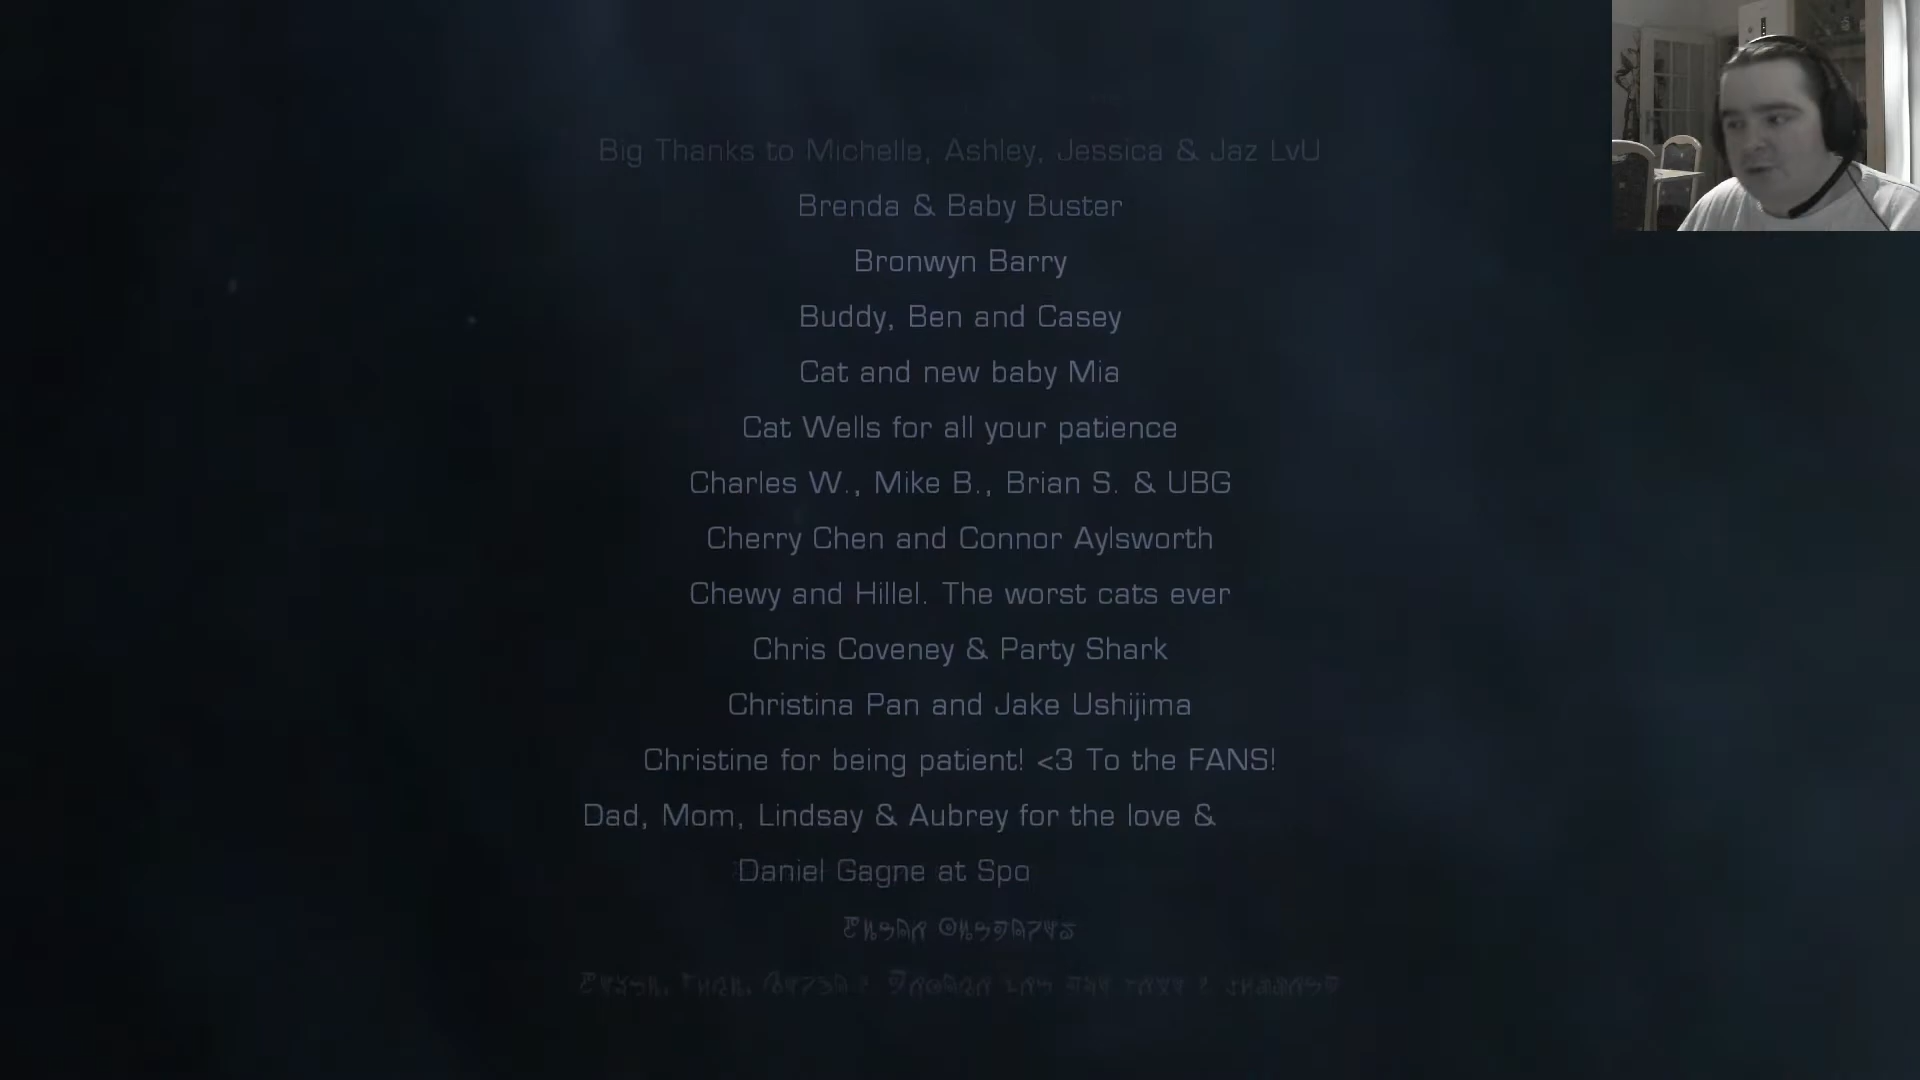 Big Thanks to Michelle, Ashley, Jessica & Jaz LvU
Brenda & Baby Buster
Bronwyn Barry
Buddy, Ben and Casey
Cat and new baby Mia
Cat Wells for all your patience
Charles W., Mike B., Brian S. & UBG
Cherry Chen and Connor Aylsworth
Chewy and Hillel. The worst cats ever
Chris Coveney & Party Shark
Christina Pan and Jake Ushijima
Christine for being patient! <3 To the FANS!
Dad, Mom, Lindsay & Aubrey for the love &
Daniel Gagne at Spo